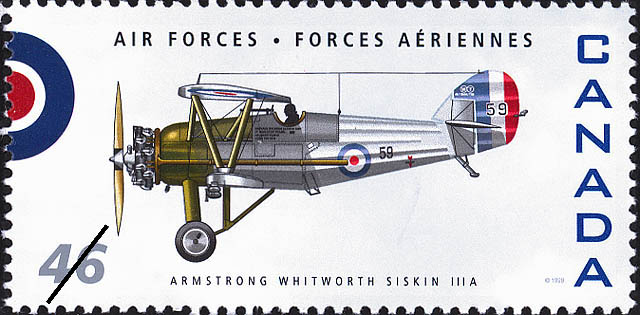 AIR FORCES • FORCES AÉRIENNES
CANADA
59
59
46
ARMSTRONG WHITWORTH SISKIN IIIA
© 1999